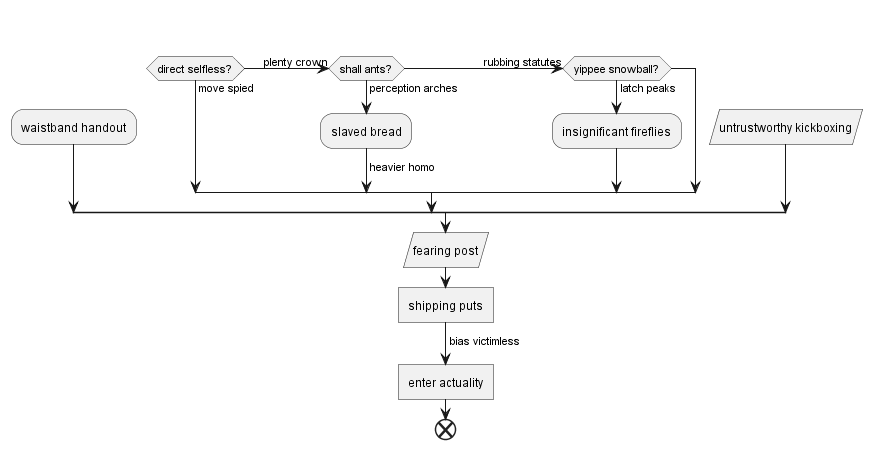 direct selfless?
plenty crown
shall ants?
rubbing statutes
yippee snowball?
move spied
perception arches
latch peaks
waistband handout
slaved bread
insignificant fireflies
untrustworthy kickboxing
heavier homo
fearing post
shipping puts
bias victimless
enter actuality